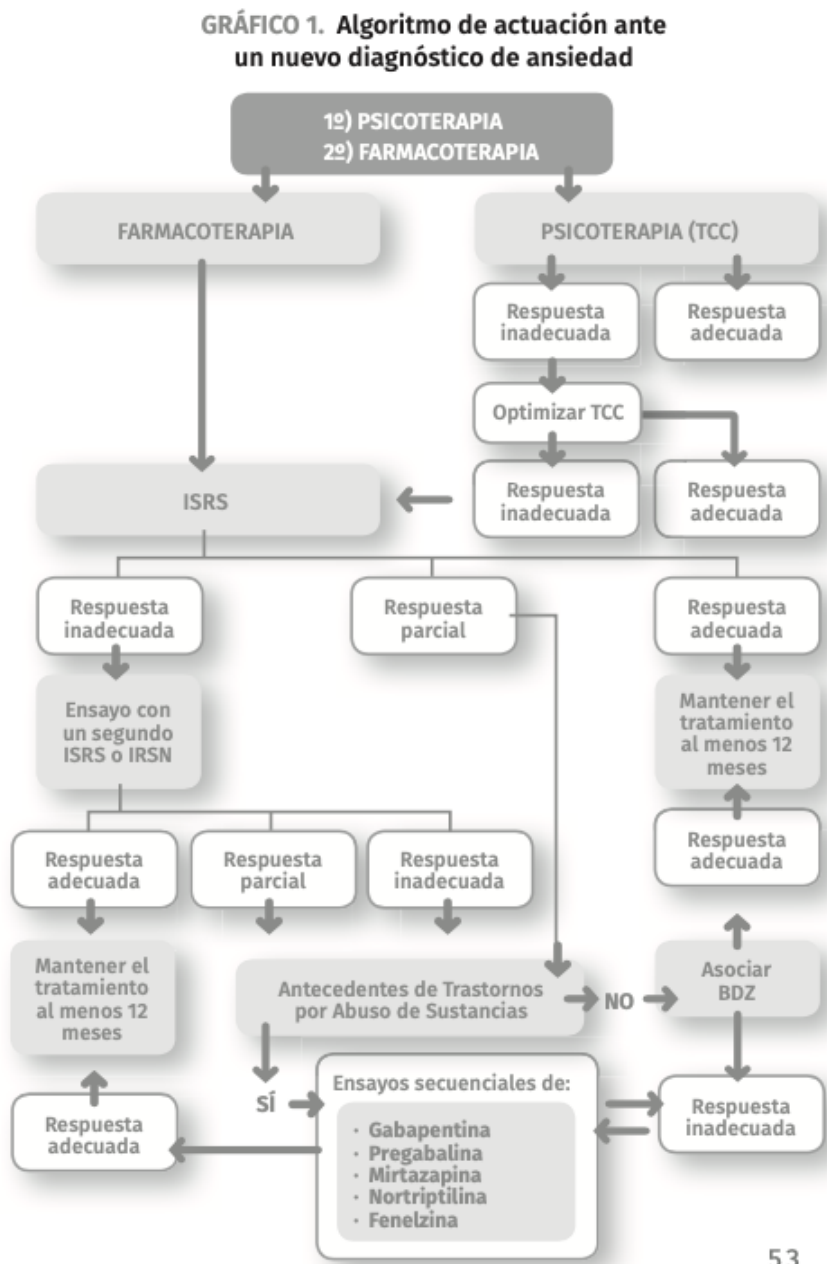 GRÁFICO 1. Algoritmo de actuación ante
un nuevo diagnóstico de ansiedad
1º) PSICOTERAPIA
2º) FARMACOTERAPIA
FARMACOTERAPIA
PSICOTERAPIA (TCC)
Respuesta
inadecuada
Respuesta
adecuada
Optimizar TCC
ISRS
Respuesta
inadecuada
Respuesta
adecuada
Respuesta
inadecuada
Respuesta
parcial
Respuesta
adecuada
Ensayo con
un segundo
ISRS o IRSN
Mantener el
tratamiento
al menos 12
meses
Respuesta
adecuada
Respuesta
parcial
Respuesta
inadecuada
Respuesta
adecuada
Mantener el
tratamiento
al menos 12
meses
Antecedentes de Trastornos
por Abuso de Sustancias
NO
Asociar
BDZ
SÍ
Ensayos secuenciales de:
· Gabapentina
· Pregabalina
· Mirtazapina
· Nortriptilina
· Fenelzina
Respuesta
adecuada
Respuesta
inadecuada
53